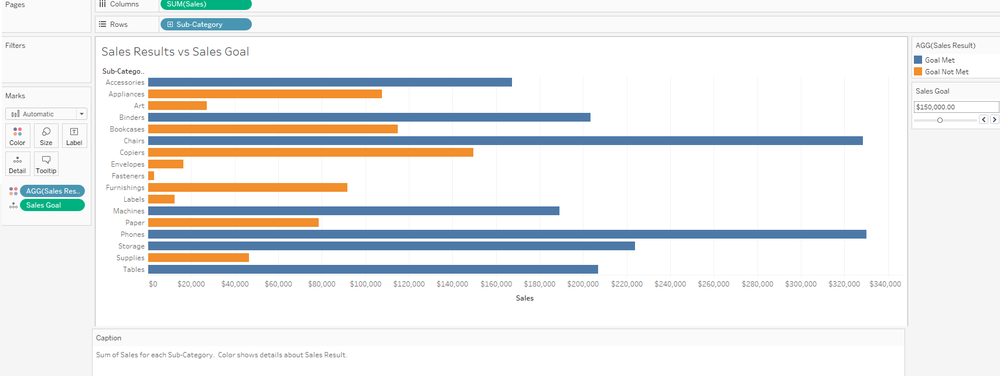 Pages
Columns
SUM(Sales)
Rows
Sub-Category
Filters
Marks
Automatic
Color
Size
Label
Detail
Tooltip
AGG(Sales Res..
Sales Goal
Sales Results vs Sales Goal
Sub-Catego..
Accessories
Appliances
Art
Binders
Bookcases
Chairs
Copiers
Envelopes
Fasteners
Furnishings
Labels
Machines
Paper
Phones
Storage
Supplies
Tables
$0 $20,000 $40,000 $60,000 $80,000 $100,000 $120,000 $140,000 $160,000 $180,000 $200,000 $220,000 $240,000 $260,000 $280,000 $300,000 $320,000 $340,000
Sales
AGG(Sales Result)
Goal Met
Goal Not Met
Sales Goal
$150,000.00
Caption
Sum of Sales for each Sub-Category. Color shows details about Sales Result.